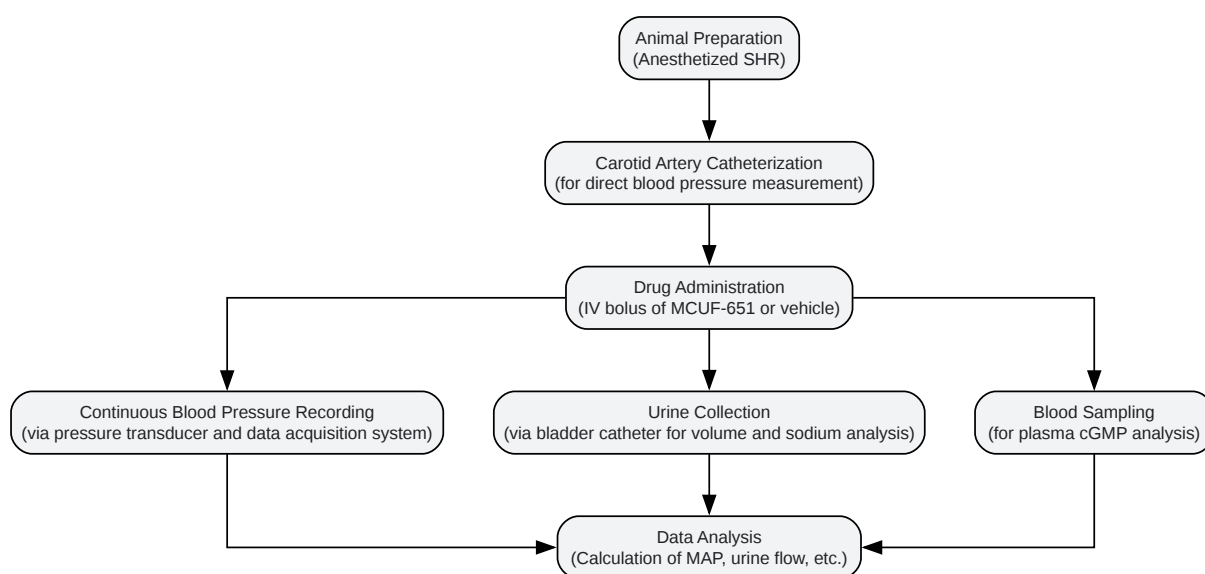 Animal Preparation
(Anesthetized SHR)
Carotid Artery Catheterization
(for direct blood pressure measurement)
Drug Administration
(IV bolus of MCUF-651 or vehicle)
Continuous Blood Pressure Recording
(via pressure transducer and data acquisition system)
Urine Collection
(via bladder catheter for volume and sodium analysis)
Blood Sampling
(for plasma cGMP analysis)
Data Analysis
(Calculation of MAP, urine flow, etc.)